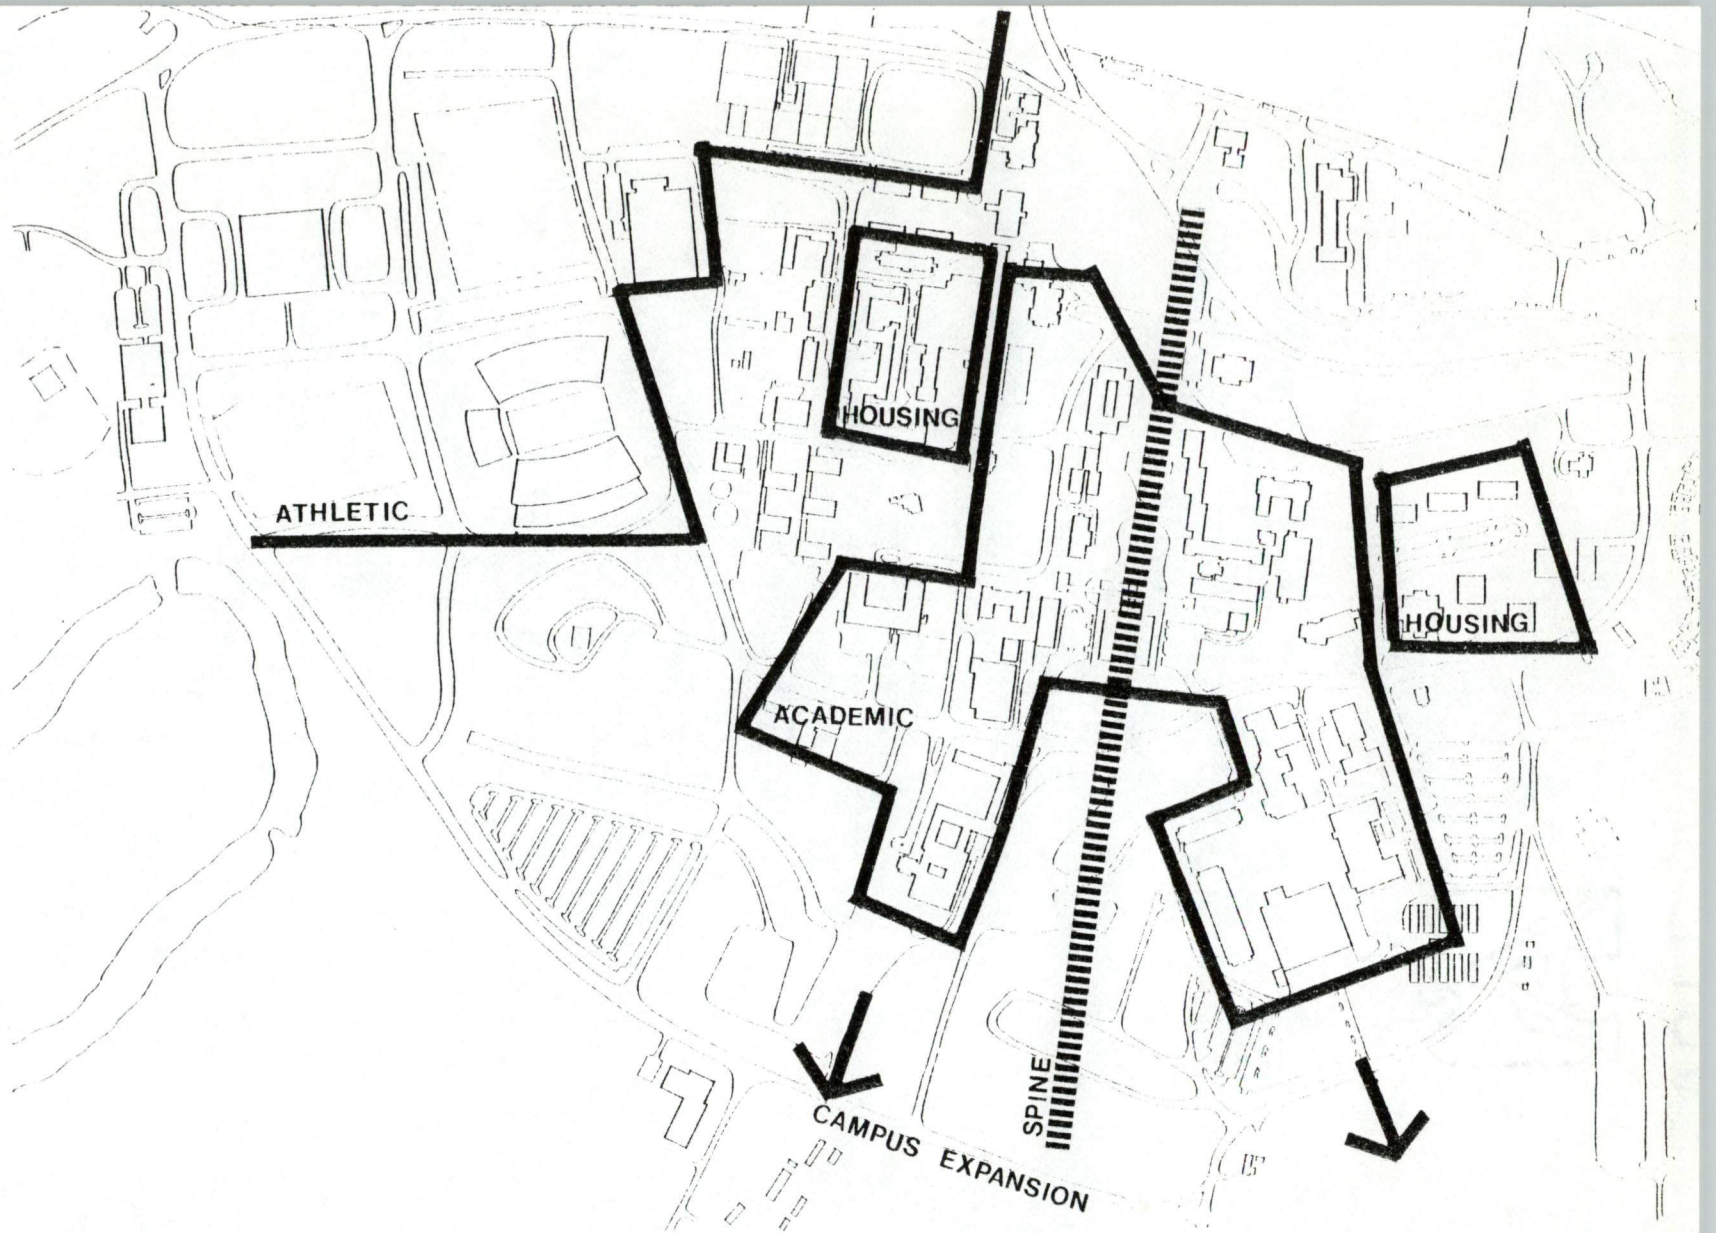 HOUSING
ATHLETIC
HOUSING
ACADEMIC
SPINE
CAMPUS EXPANSION